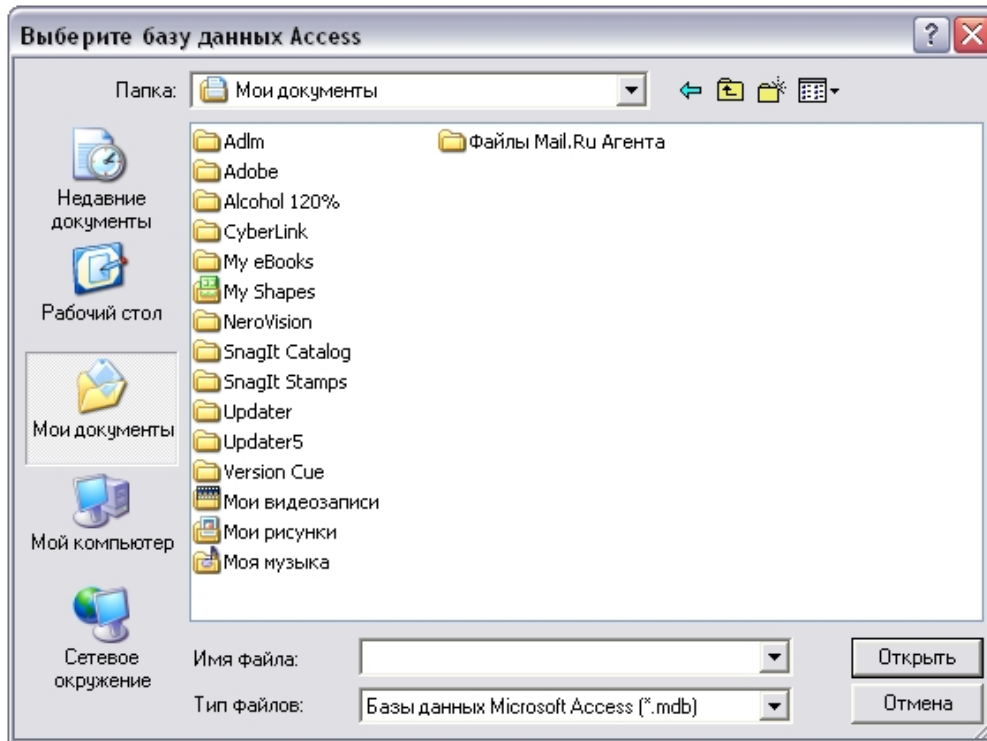 Выберите базу данных Access
Папка:
Мои документы
Недавние
документы
Рабочий стол
Мои документы
Мой компьютер
Сетевое
окружение
Adlm
Adobe
Alcohol 120%
CyberLink
My eBooks
My Shapes
NeroVision
SnagIt Catalog
SnagIt Stamps
Updater
Updater5
Version Cue
Мои видеозаписи
Мои рисунки
Моя музыка
Файлы Mail.Ru Агента
Имя файла:
Открыть
Тип файлов:
Базы данных Microsoft Access (*.mdb)
Отмена